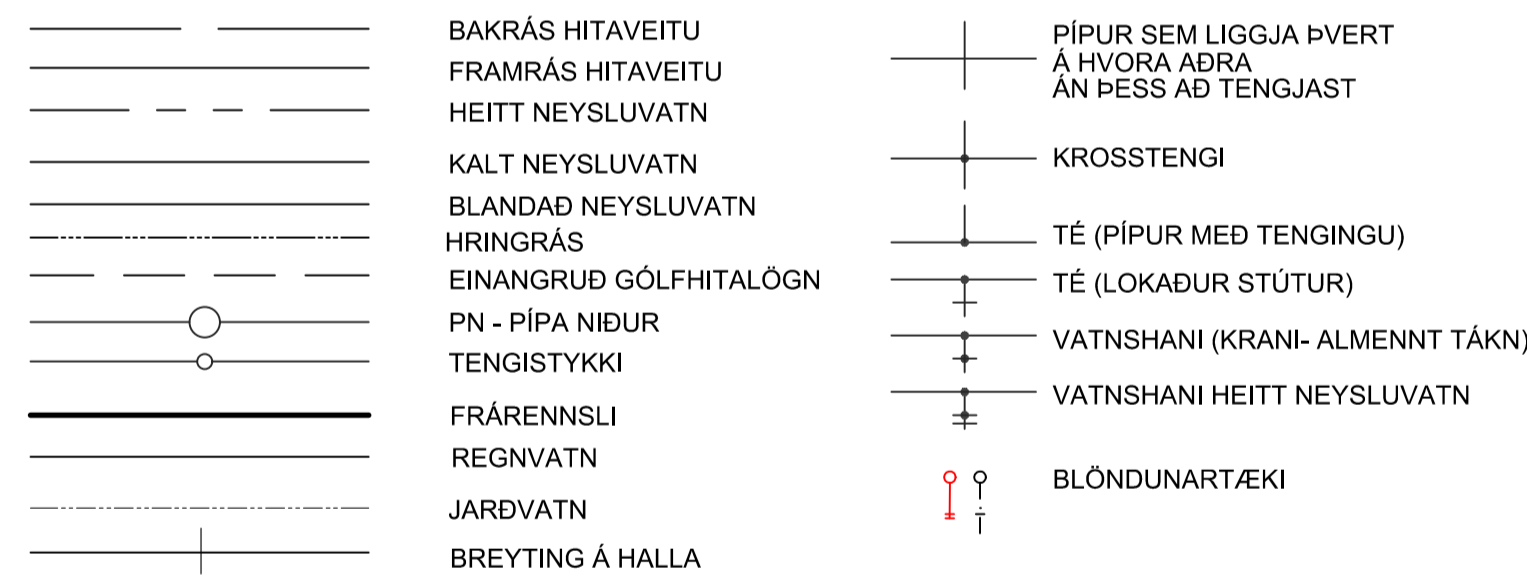 BAKRÁS HITAVEITU
FRAMRÁS HITAVEITU
HEITT NEYSLUVATN
KALT NEYSLUVATN
BLANDAÐ NEYSLUVATN
HRINGRÁS
EINANGRUÐ GÓLFHITALÖGN
PN - PÍPA NIÐUR
TENGISTYKKI
FRÁRENNSLI
REGNVATN
JARÐVATN
BREYTING Á HALLA
PÍPUR SEM LIGGJA ÞVERT
Á HVORA AÐRA
ÁN ÞESS AÐ TENGJAST
KROSSTENGI
TÉ (PÍPUR MEÐ TENGINGU)
TÉ (LOKAÐUR STÚTUR)
VATNSHANI (KRANI- ALMENNT TÁKN)
VATNSHANI HEITT NEYSLUVATN
BLÖNDUNARTÆKI